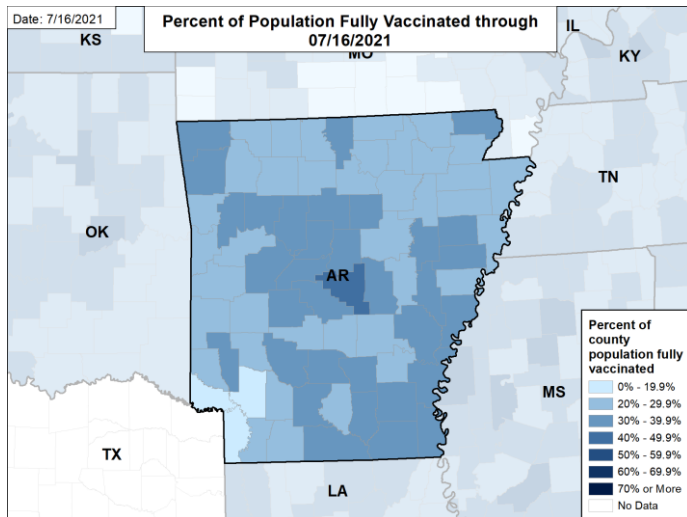 Date: 7/16/2021
Percent of Population Fully Vaccinated through
07/16/2021
KS
MO
IL
KY
OK
AR
TN
MS
TX
LA
Percent of
county
population fully
vaccinated
0% - 19.9%
20% - 29.9%
30% - 39.9%
40% - 49.9%
50% - 59.9%
60% - 69.9%
70% or More
No Data